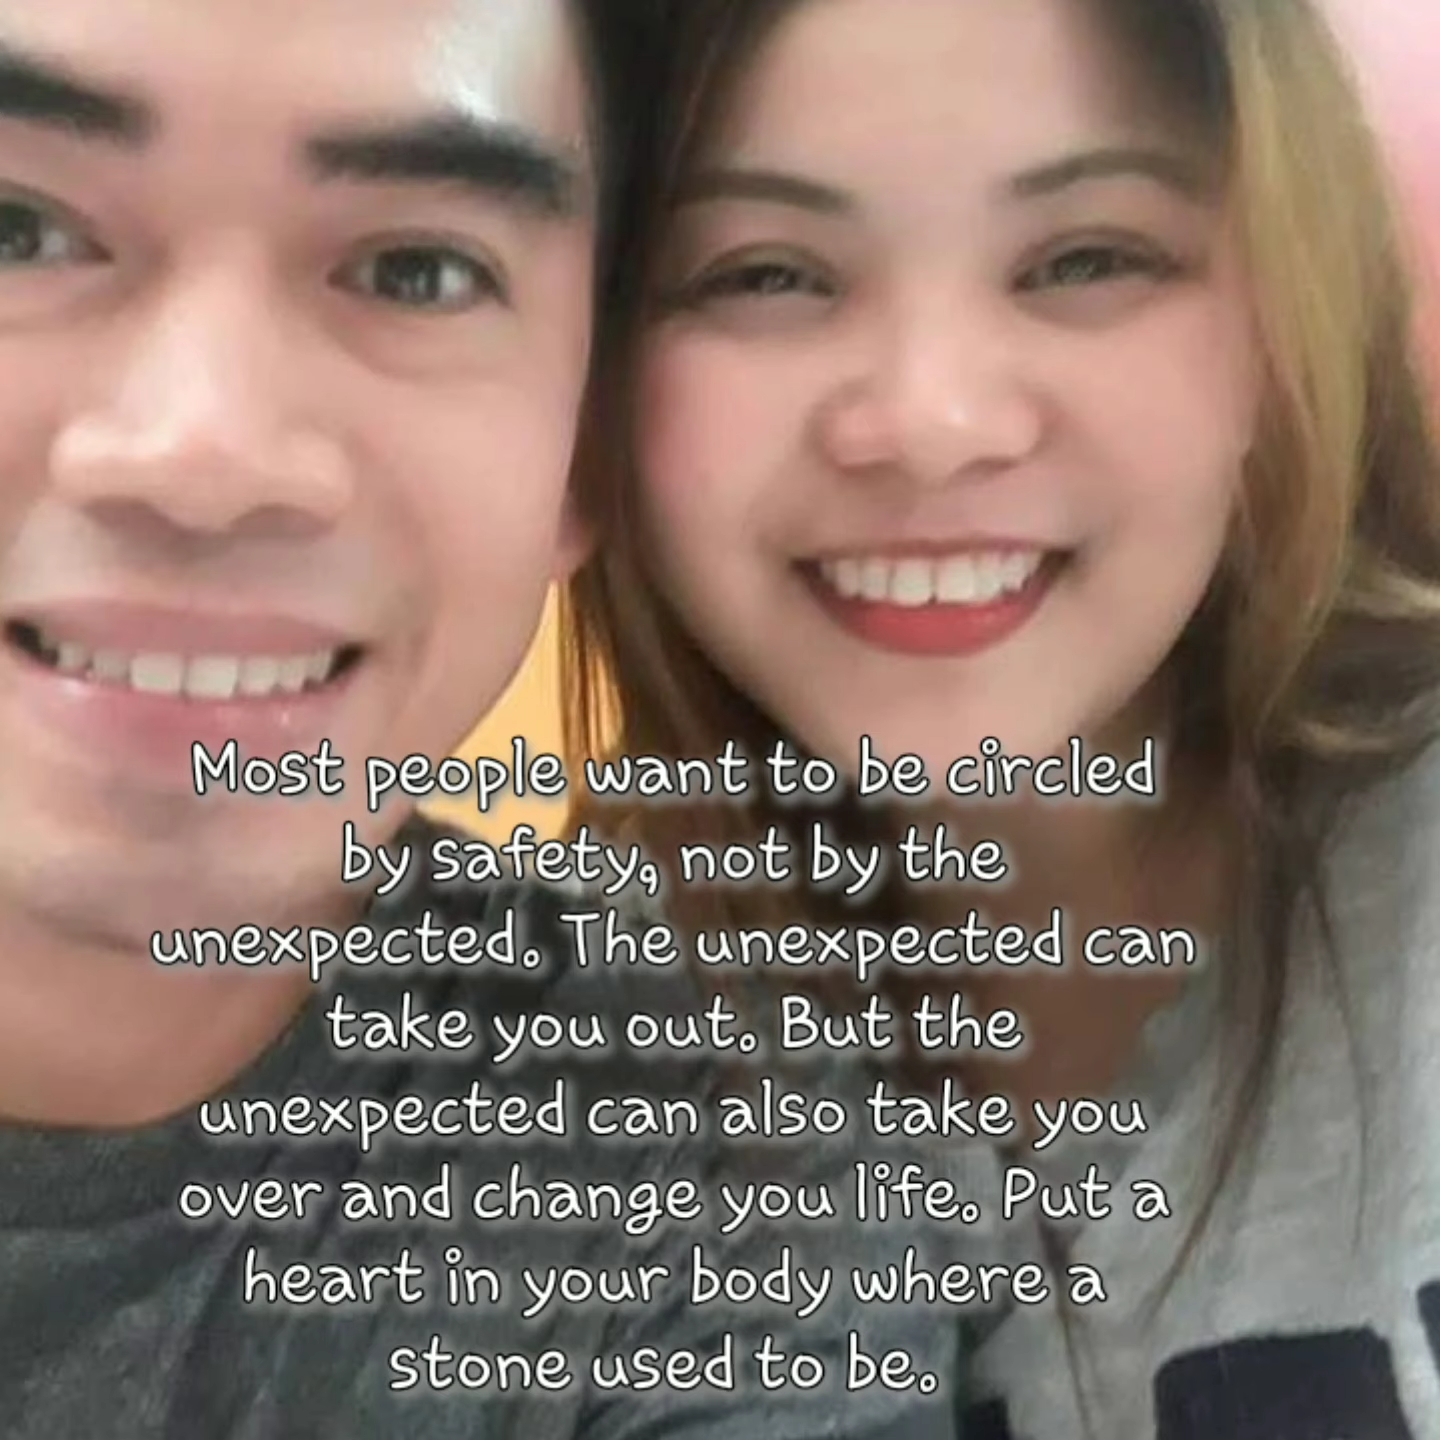 Most people want to be circled
by safety, not by the
unexpected. The unexpected can
take you out. But the
unexpected can also take you
over and change you life. Put a
heart in your body where a
stone used to be.